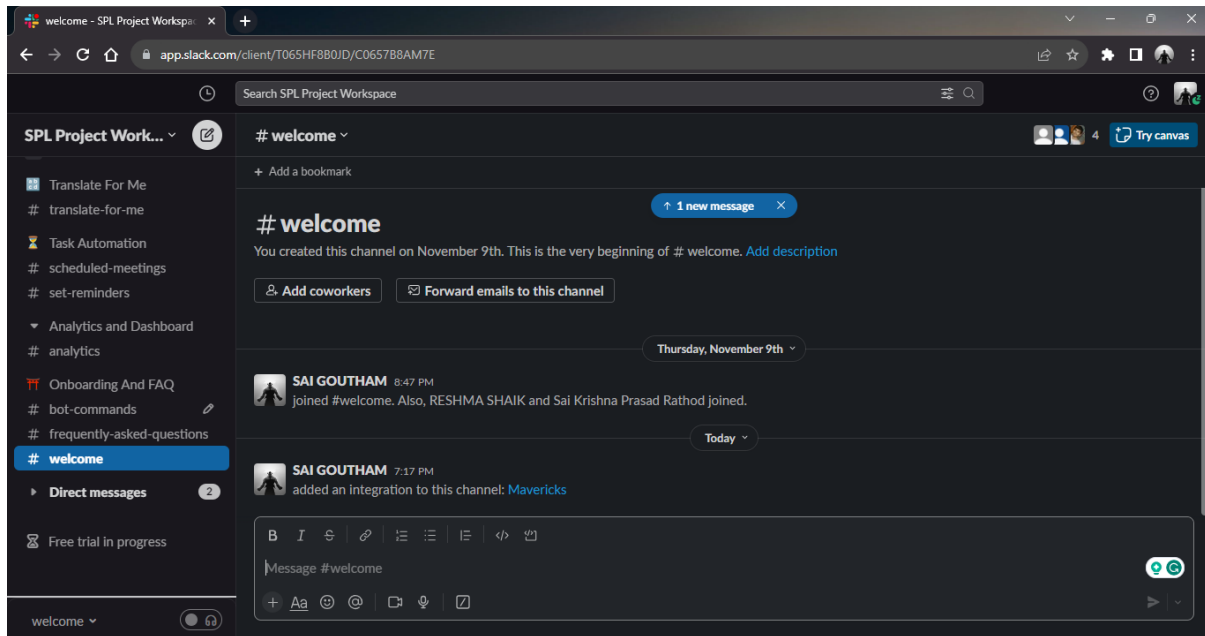 welcome - SPL Project Workspac
app.slack.com/client/T065HF8B0JD/C0657B8AM7E
Search SPL Project Workspace
SPL Project Work...
# welcome
4
Try canvas
+ Add a bookmark
Translate For Me
# translate-for-me
Task Automation
# scheduled-meetings
# set-reminders
Analytics and Dashboard
# analytics
Onboarding And FAQ
# bot-commands
# frequently-asked-questions
# welcome
Direct messages 2
Free trial in progress
welcome
↑ 1 new message
# welcome
You created this channel on November 9th. This is the very beginning of # welcome. Add description
Add coworkers
Forward emails to this channel
Thursday, November 9th
SAI GOUTHAM 8:47 PM
joined #welcome. Also, RESHMA SHAIK and Sai Krishna Prasad Rathod joined.
Today
SAI GOUTHAM 7:17 PM
added an integration to this channel: Mavericks
B I S
Message #welcome
+ Aa @